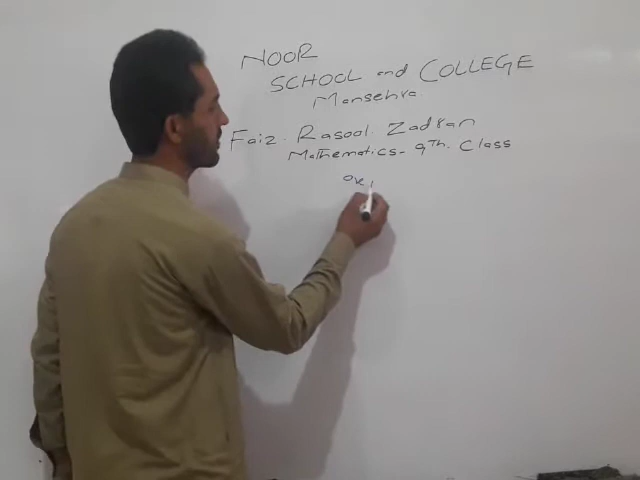 NOOR
SCHOOL and COLLEGE
Mansehra.
Faiz. Rasool. Zadran
Mathematics- 9Th. Class